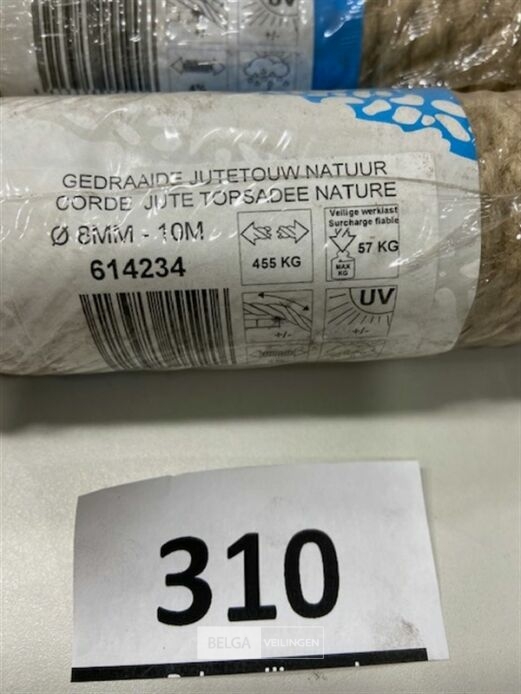 UV
+/-
GEDRAAIDE JUTETOUW NATUUR
CORDE JUTE TORSADEE NATURE
Ø 8MM - 10M
614234
455 KG
Veilige werklast
Surcharge fiable
57 KG
MAX
KG
UV
+/-
+/-
310
BELGA VEILINGEN